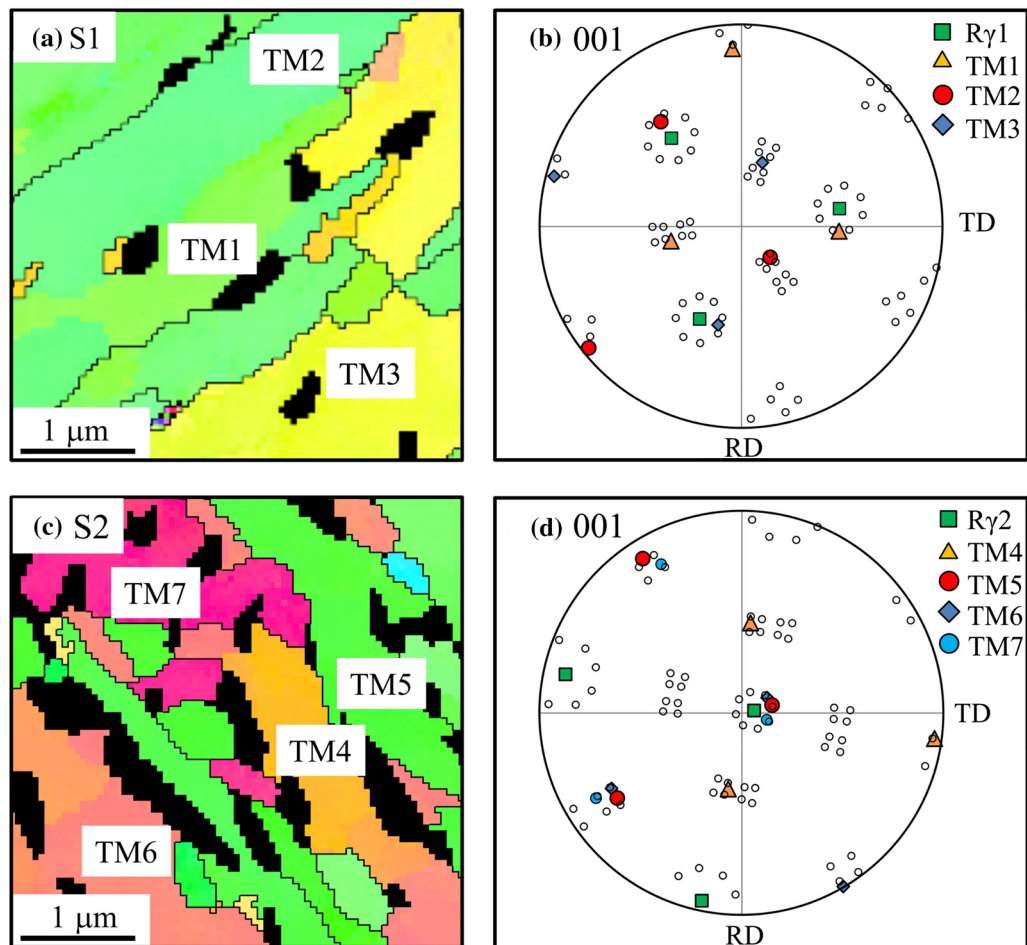 (a) S1
TM2
TM1
TM3
1 μm
(b) 001
Rγ1
TM1
TM2
TM3
TD
RD
(c) S2
TM7
TM5
TM4
TM6
1 μm
(d) 001
Rγ2
TM4
TM5
TM6
TM7
TD
RD